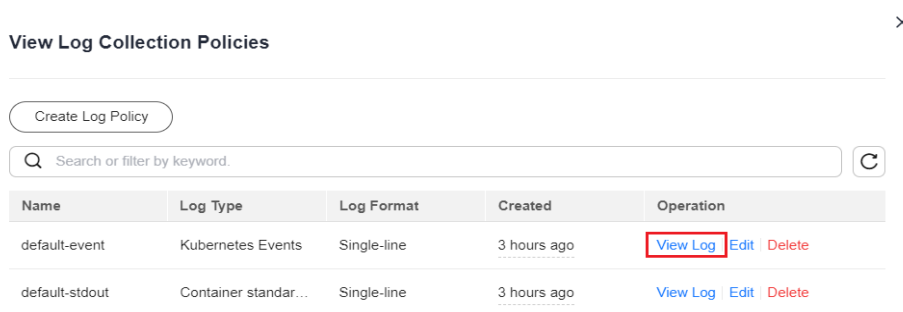 View Log Collection Policies
Create Log Policy
Search or filter by keyword.
Name Log Type Log Format Created Operation
default-event Kubernetes Events Single-line 3 hours ago View Log Edit Delete
default-stdout Container standar... Single-line 3 hours ago View Log Edit Delete